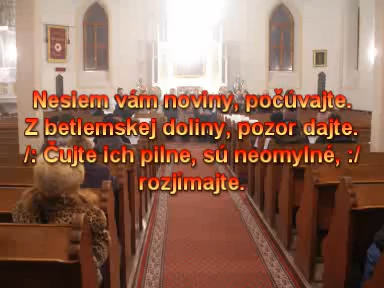 Nesiem vám noviny, počúvajte.
Z betlemskej doliny, pozor dajte.
/: Čujte ich pilne, sú neomylné, :/
rozjímajte.